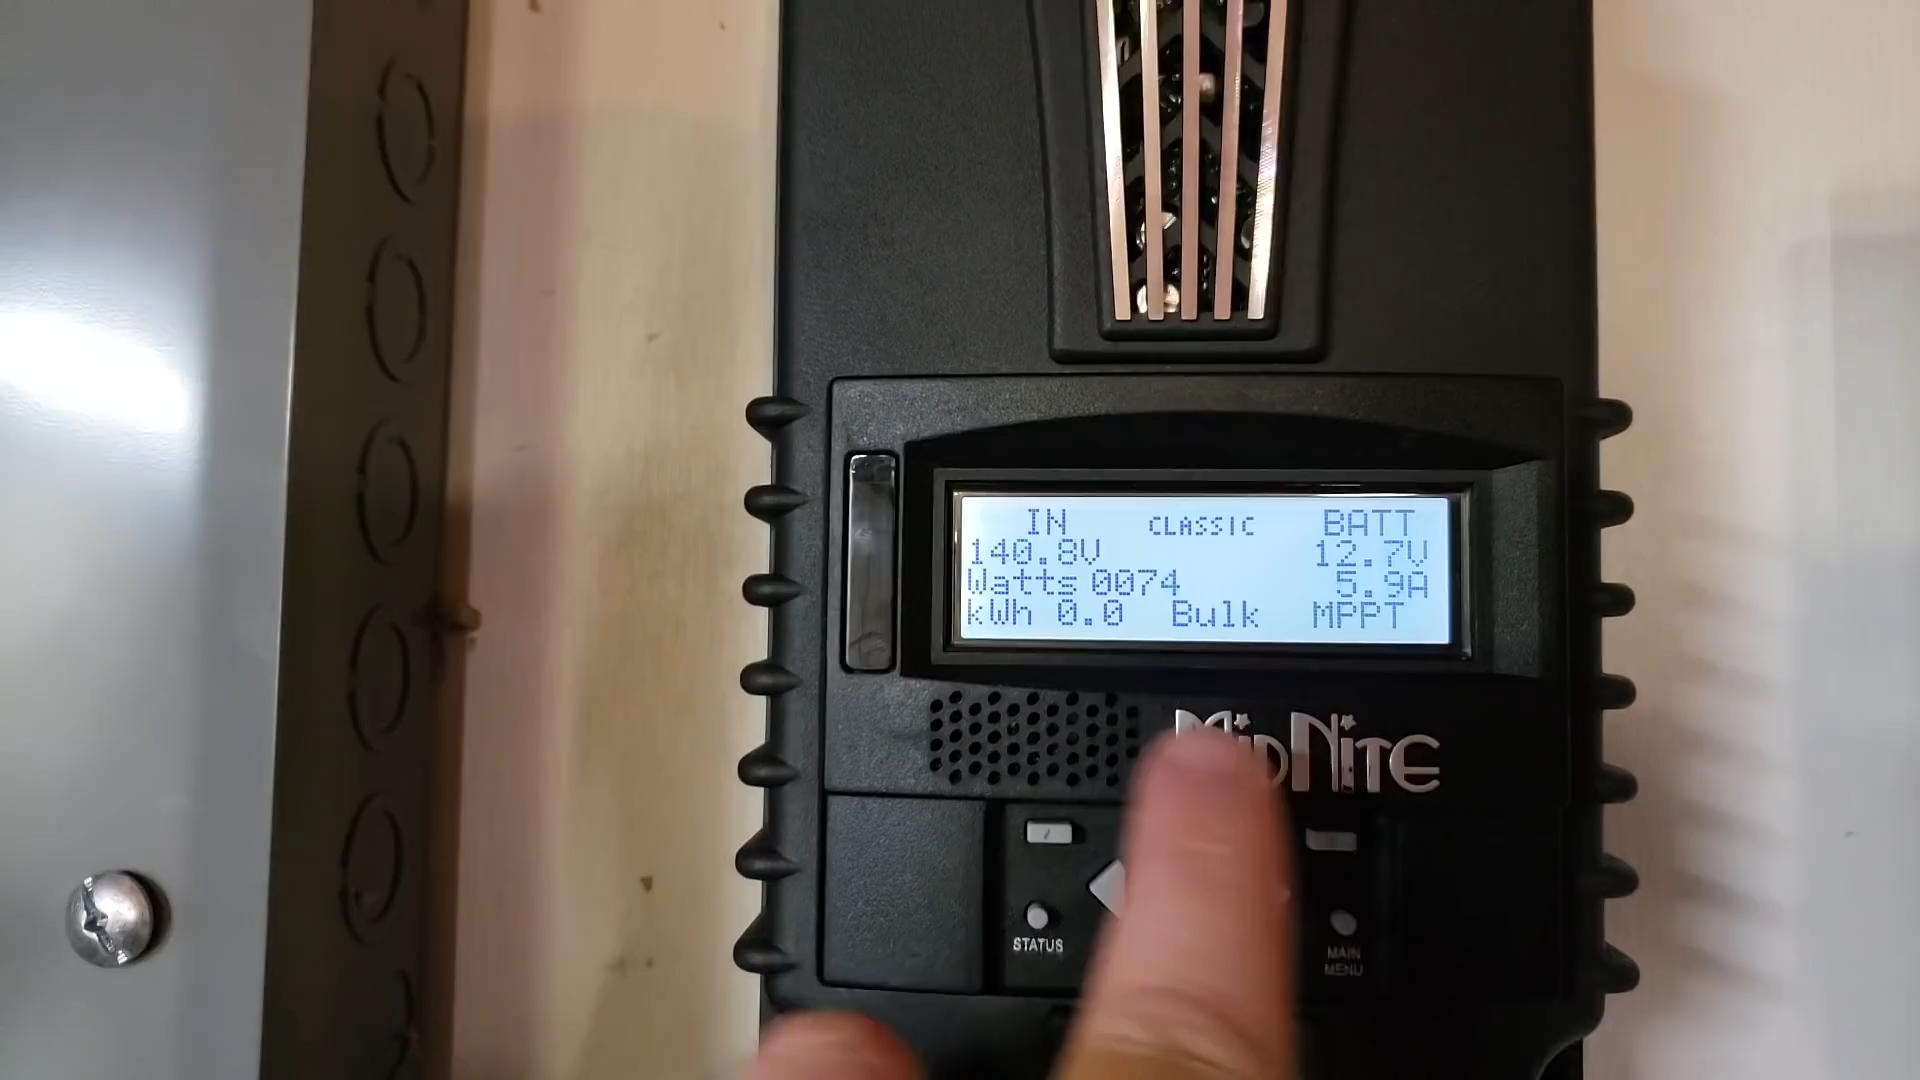 IN CLASSIC BATT
140.8V 12.7V
Watts 0074 5.9A
kWh 0.0 Bulk MPPT
MIDNITE
STATUS
MAIN
MENU